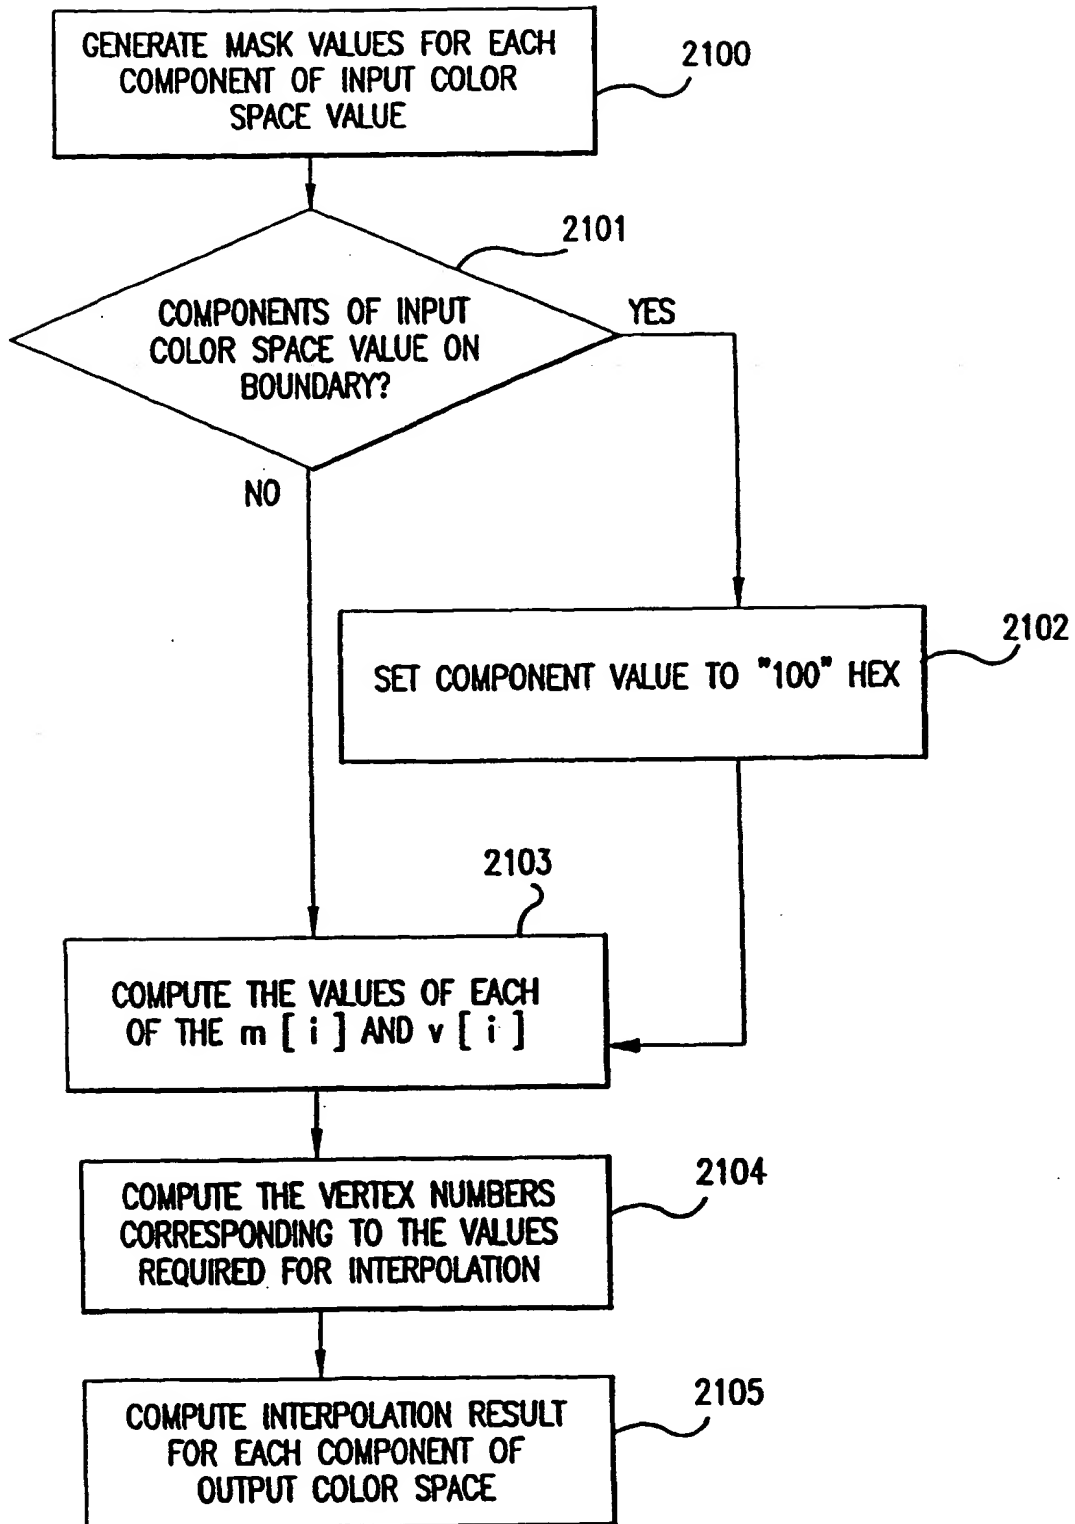 GENERATE MASK VALUES FOR EACH
COMPONENT OF INPUT COLOR
SPACE VALUE
2100
2101
COMPONENTS OF INPUT
COLOR SPACE VALUE ON
BOUNDARY?
YES
NO
2102
SET COMPONENT VALUE TO "100" HEX
2103
COMPUTE THE VALUES OF EACH
OF THE m [ i ] AND v [ i ]
2104
COMPUTE THE VERTEX NUMBERS
CORRESPONDING TO THE VALUES
REQUIRED FOR INTERPOLATION
2105
COMPUTE INTERPOLATION RESULT
FOR EACH COMPONENT OF
OUTPUT COLOR SPACE